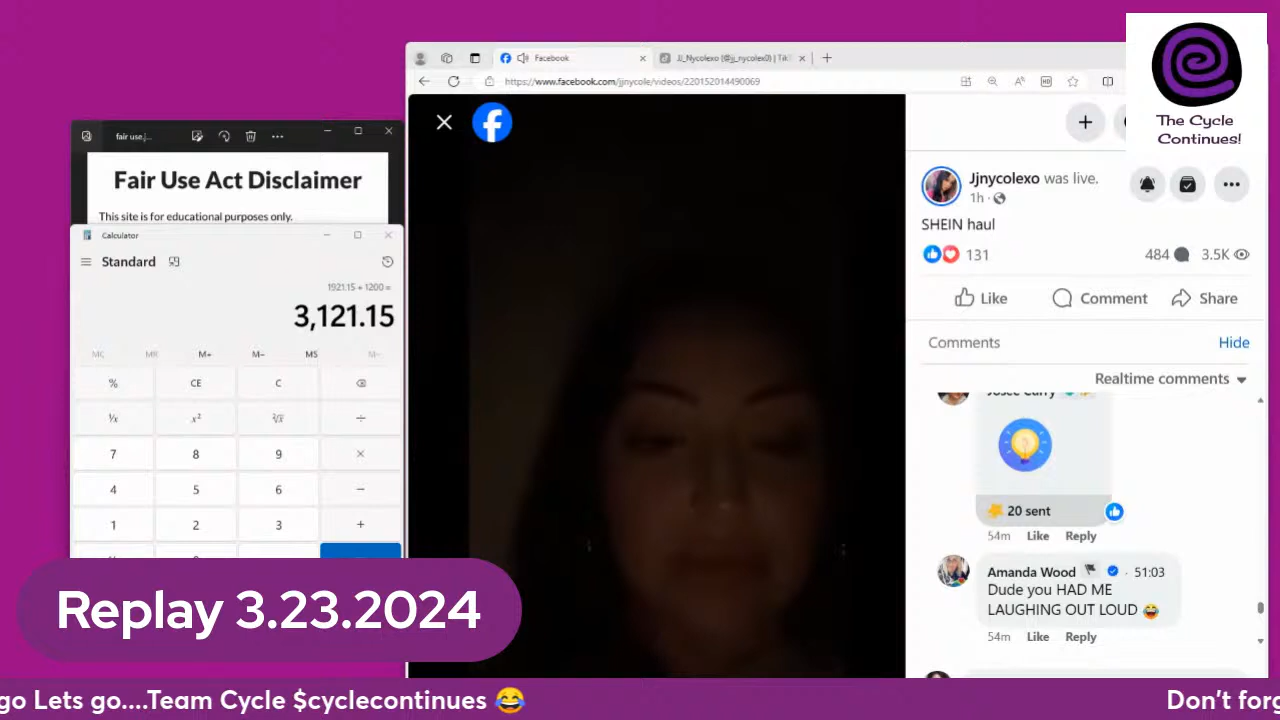 Facebook
JJ_Nycolexo (@jj_nycolex0) | Tik
https://www.facebook.com/jjnycole/videos/220152014490069
The Cycle
Continues!
fair use.j...
Fair Use Act Disclaimer
This site is for educational purposes only.
Calculator
Standard
1921.15 + 1200 =
3,121.15
MC MR M+ M− MS M~
% CE C
¹/x x² ²√x ÷
7 8 9 ×
4 5 6 −
1 2 3 +
Jjnycolexo was live.
1h ·
SHEIN haul
131 484 3.5K
Like Comment Share
Comments Hide
Realtime comments
Josee Curry
20 sent
54m Like Reply
Amanda Wood · 51:03
Dude you HAD ME
LAUGHING OUT LOUD 😂
54m Like Reply
Replay 3.23.2024
go Lets go....Team Cycle $cyclecontinues 😂
Don't forg